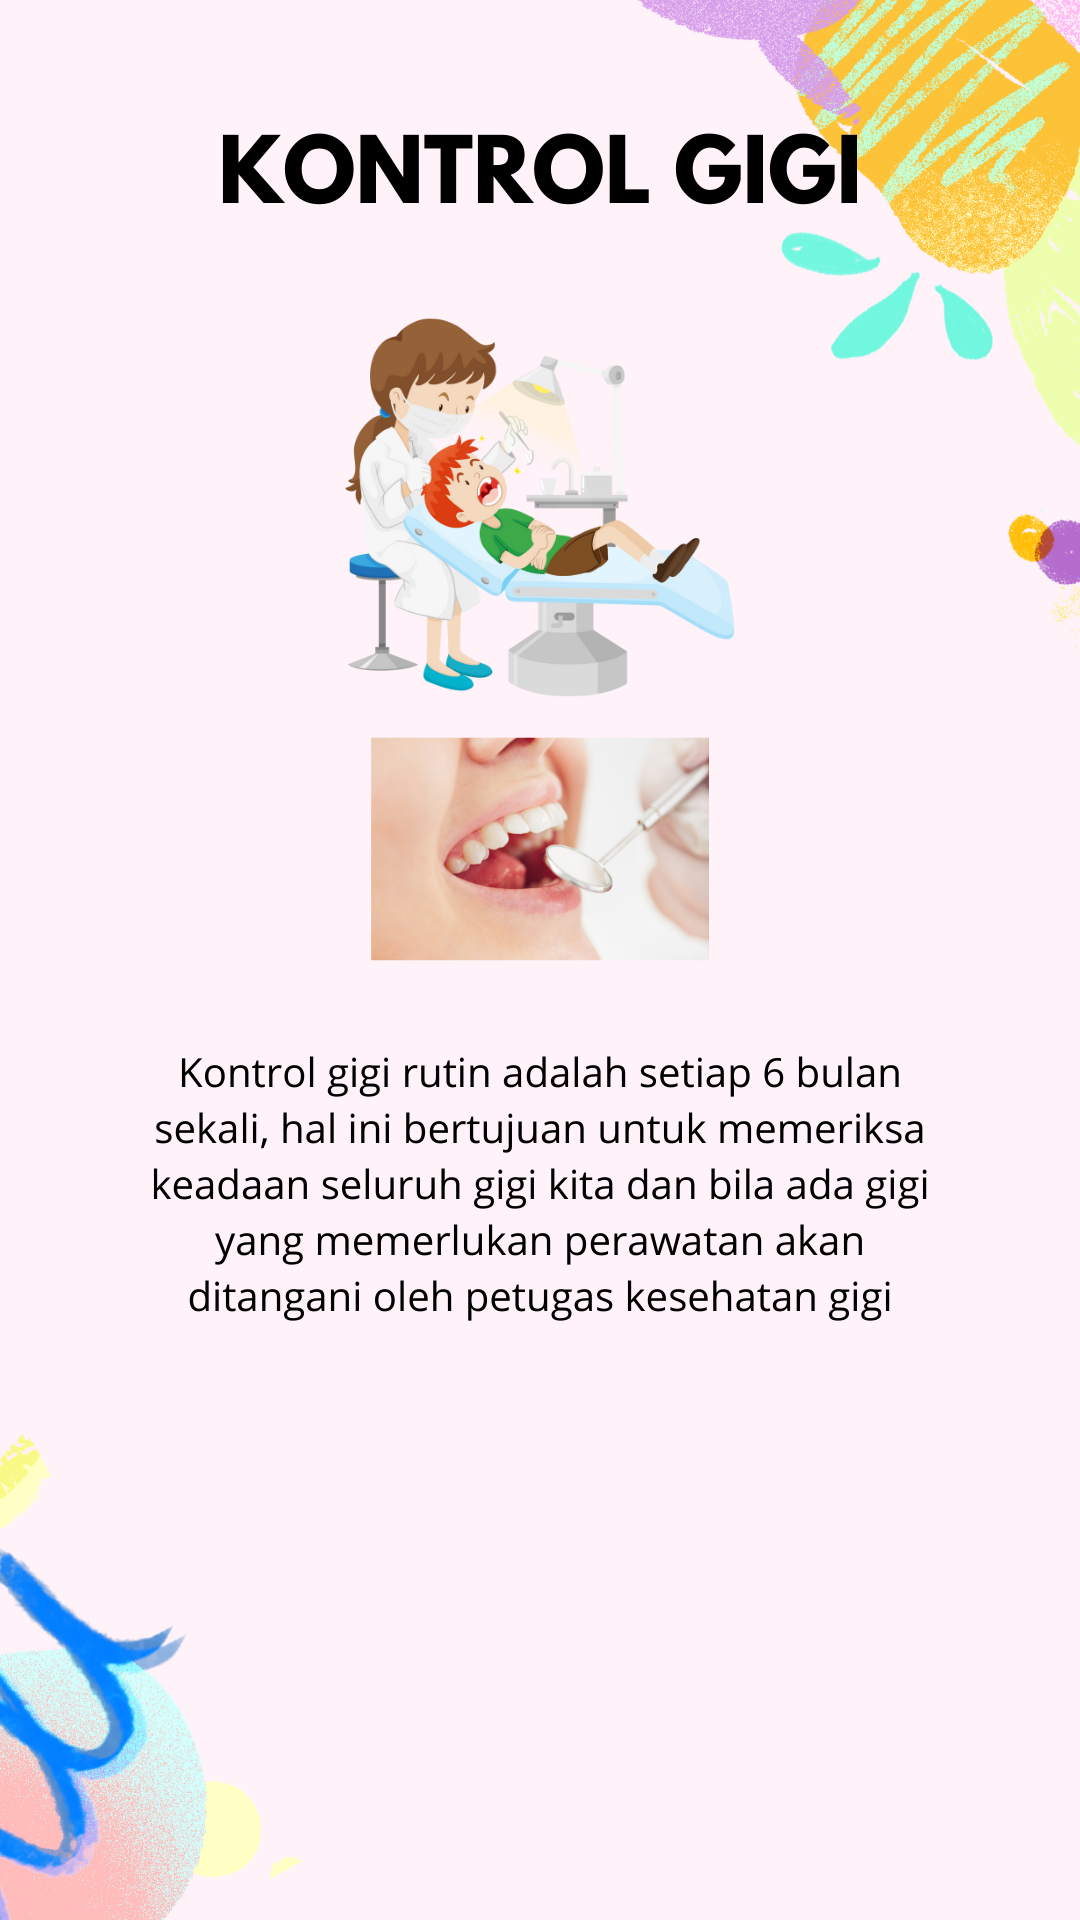 KONTROL GIGI
Kontrol gigi rutin adalah setiap 6 bulan
sekali, hal ini bertujuan untuk memeriksa
keadaan seluruh gigi kita dan bila ada gigi
yang memerlukan perawatan akan
ditangani oleh petugas kesehatan gigi